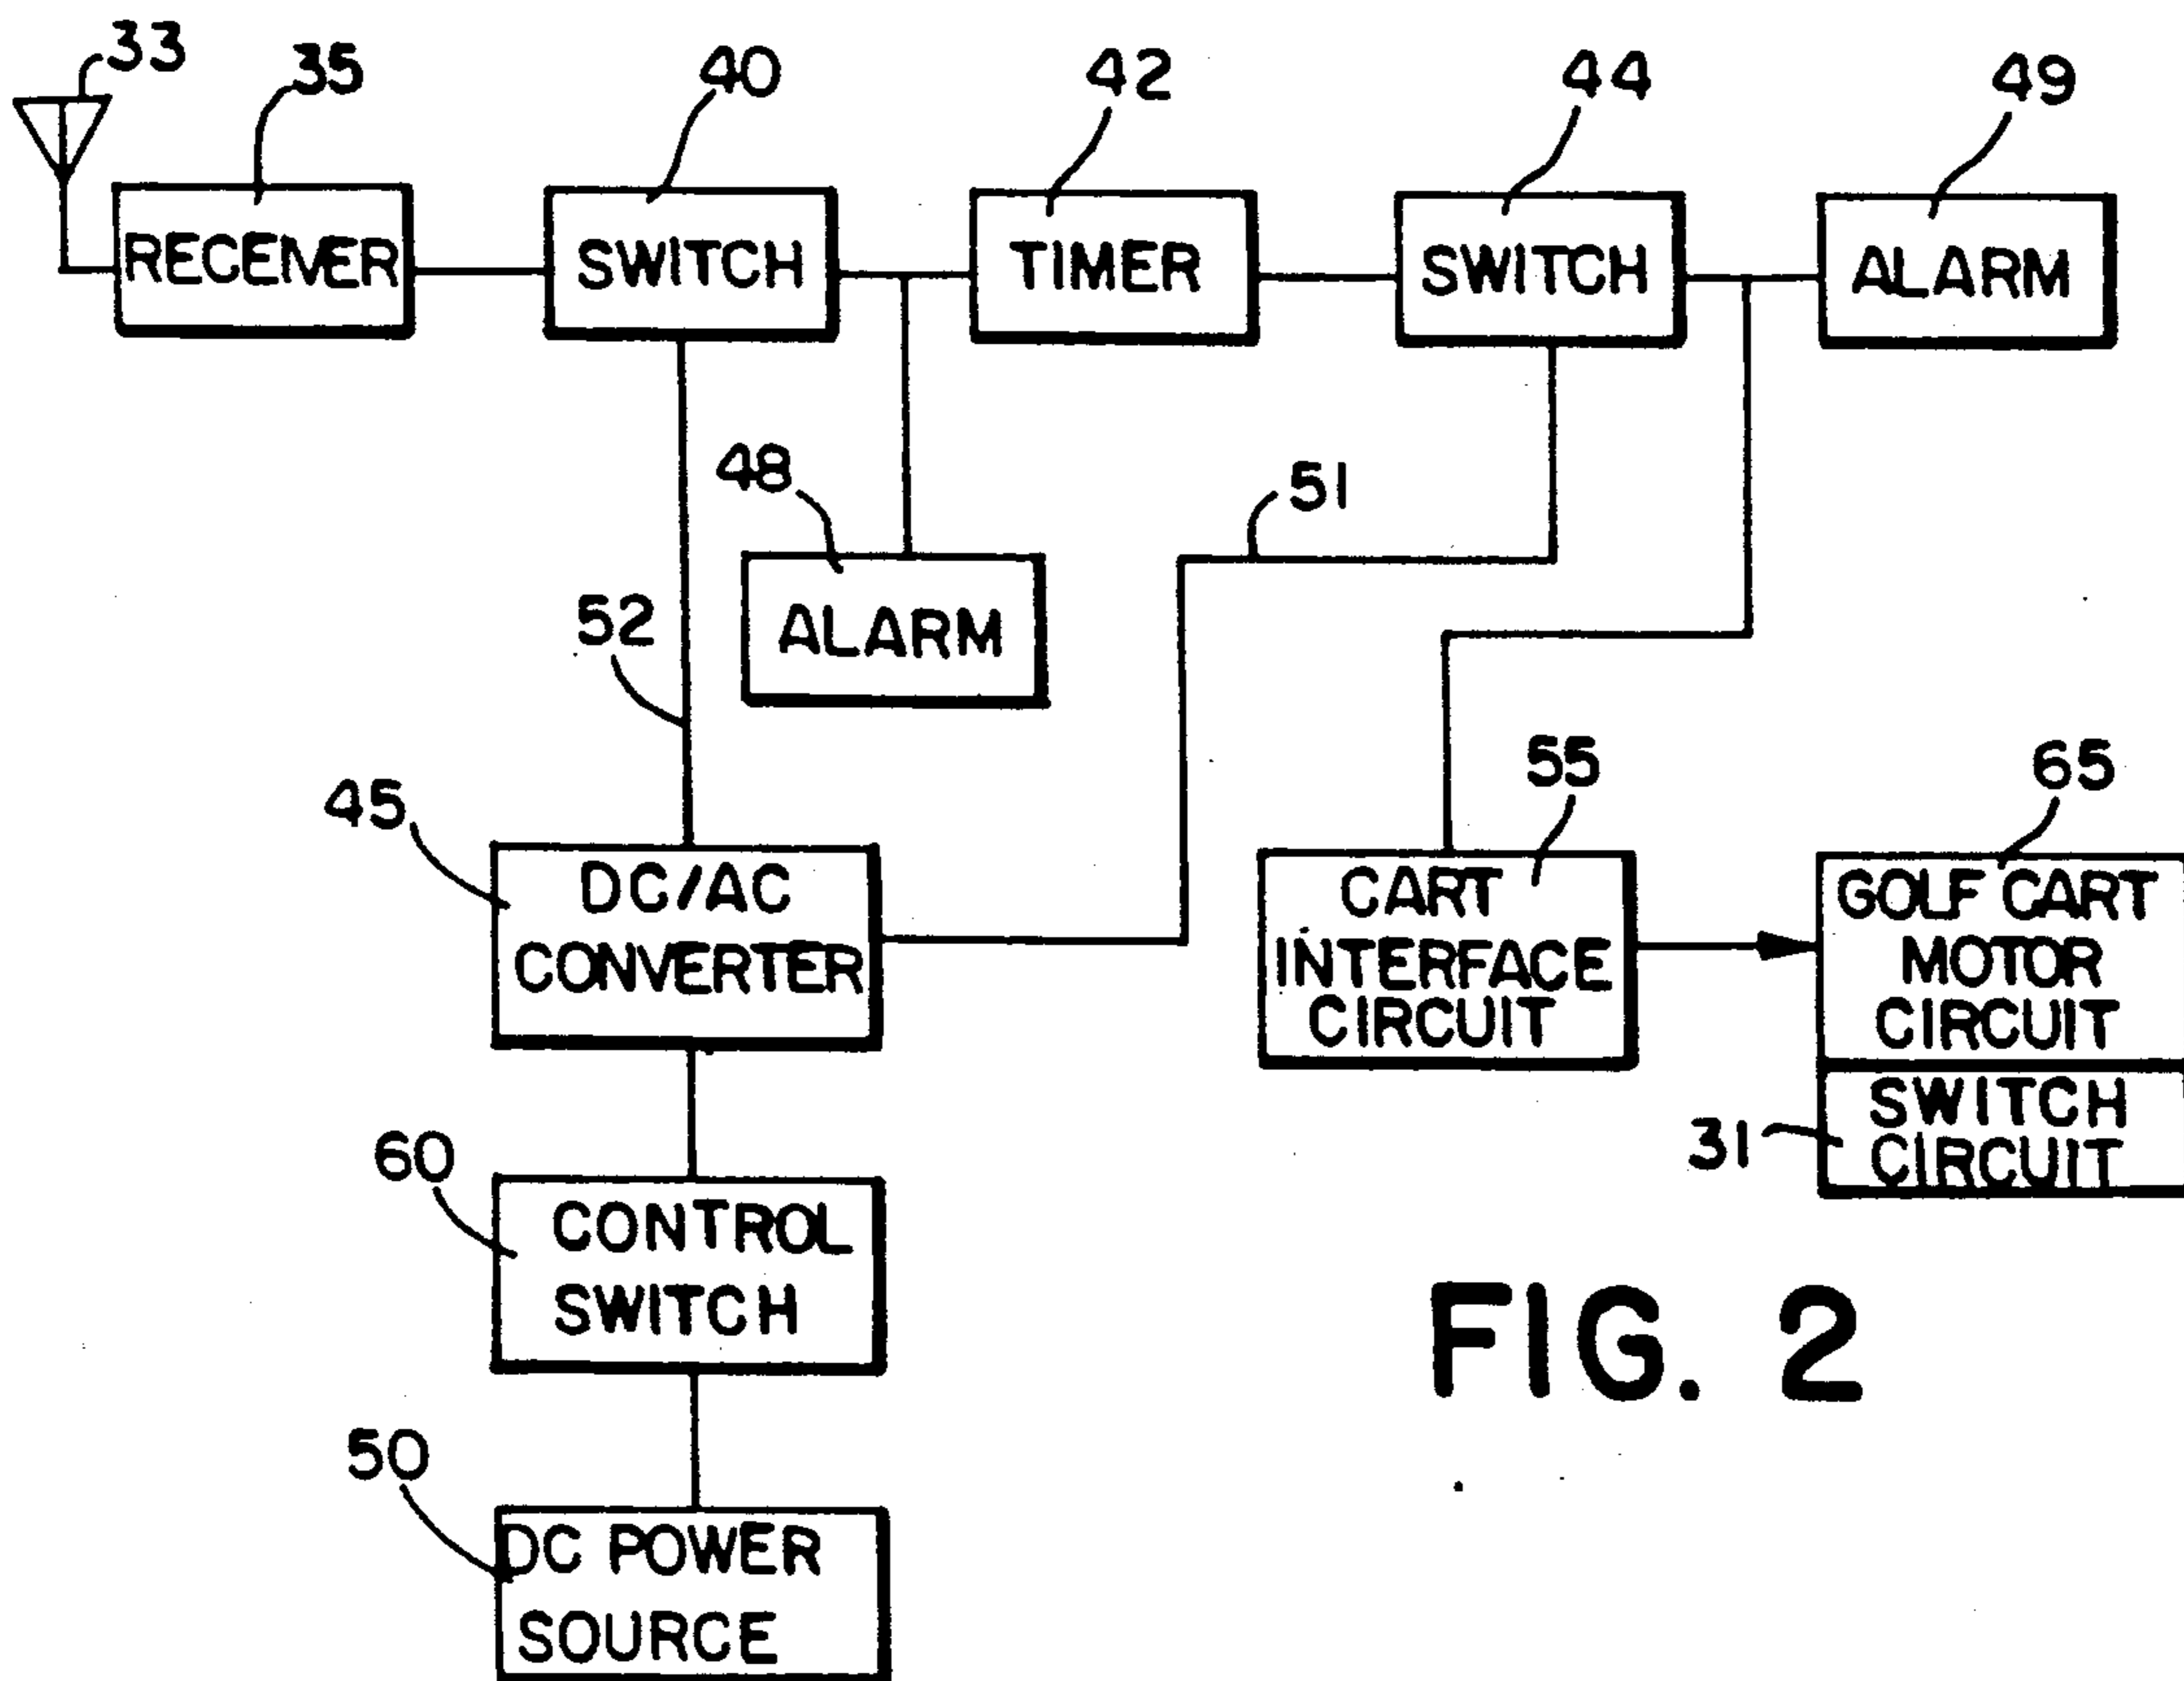 33
35
40
42
44
49
RECEIVER
SWITCH
TIMER
SWITCH
ALARM
48
51
52
ALARM
45
55
65
DC/AC
CONVERTER
CART
INTERFACE
CIRCUIT
GOLF CART
MOTOR
CIRCUIT
31
SWITCH
CIRCUIT
60
CONTROL
SWITCH
FIG. 2
50
DC POWER
SOURCE